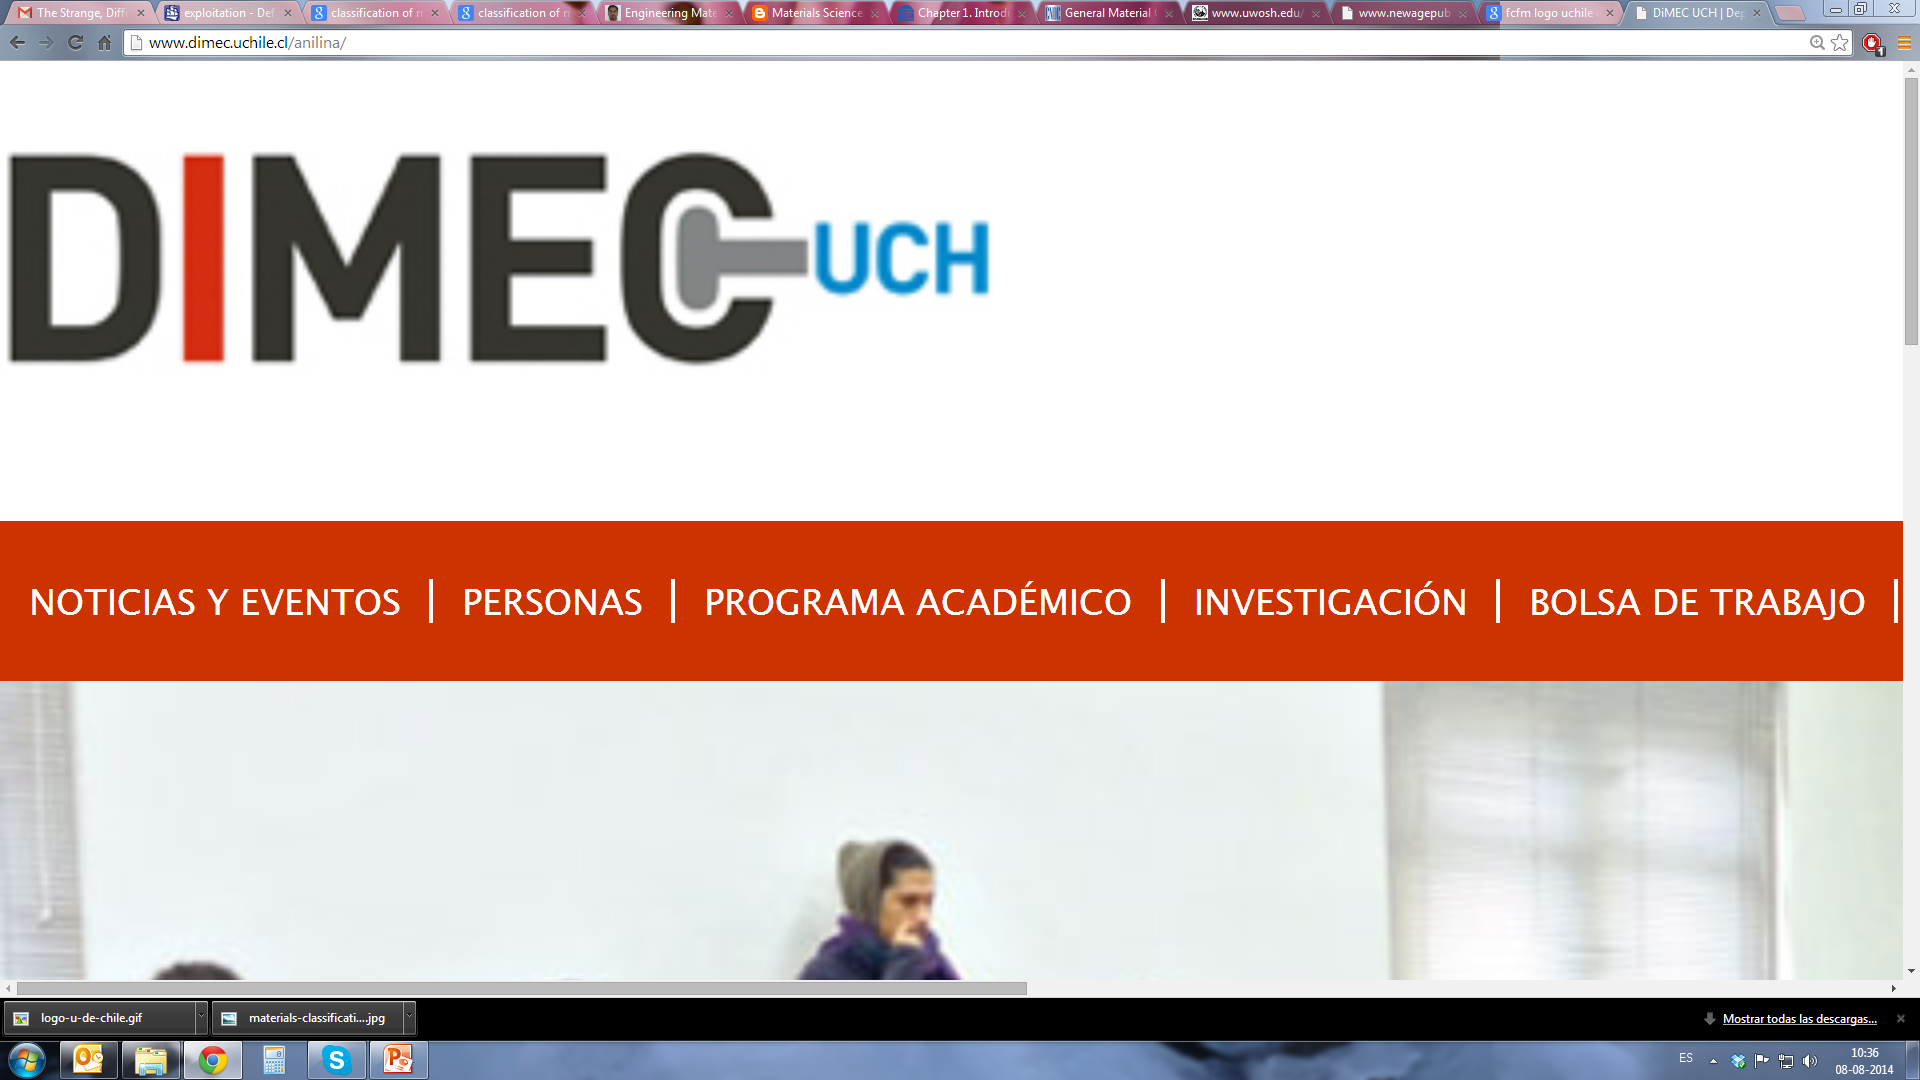 The Strange, Diff
exploitation - Def
classification of n
classification of n
Engineering Mate
Materials Science
Chapter 1. Introdu
General Material
www.uwosh.edu/
www.newagepub
fcfm logo uchile
DiMEC UCH | Dep
www.dimec.uchile.cl/anilina/
1
DIMEC UCH
NOTICIAS Y EVENTOS | PERSONAS | PROGRAMA ACADÉMICO | INVESTIGACIÓN | BOLSA DE TRABAJO |
logo-u-de-chile.gif
materials-classificati....jpg
Mostrar todas las descargas...
ES
10:36
08-08-2014